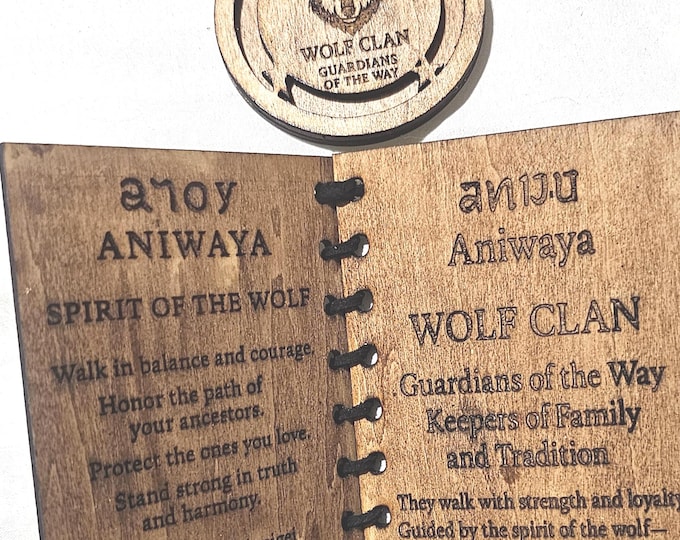 WOLF CLAN
GUARDIANS
OF THE WAY
ANIWAYA
SPIRIT OF THE WOLF
Walk in balance and courage.
Honor the path of
your ancestors.
Protect the ones you love.
Stand strong in truth
and harmony.
Aniwaya
WOLF CLAN
Guardians of the Way
Keepers of Family
and Tradition
They walk with strength and loyalty
Guided by the spirit of the wolf—